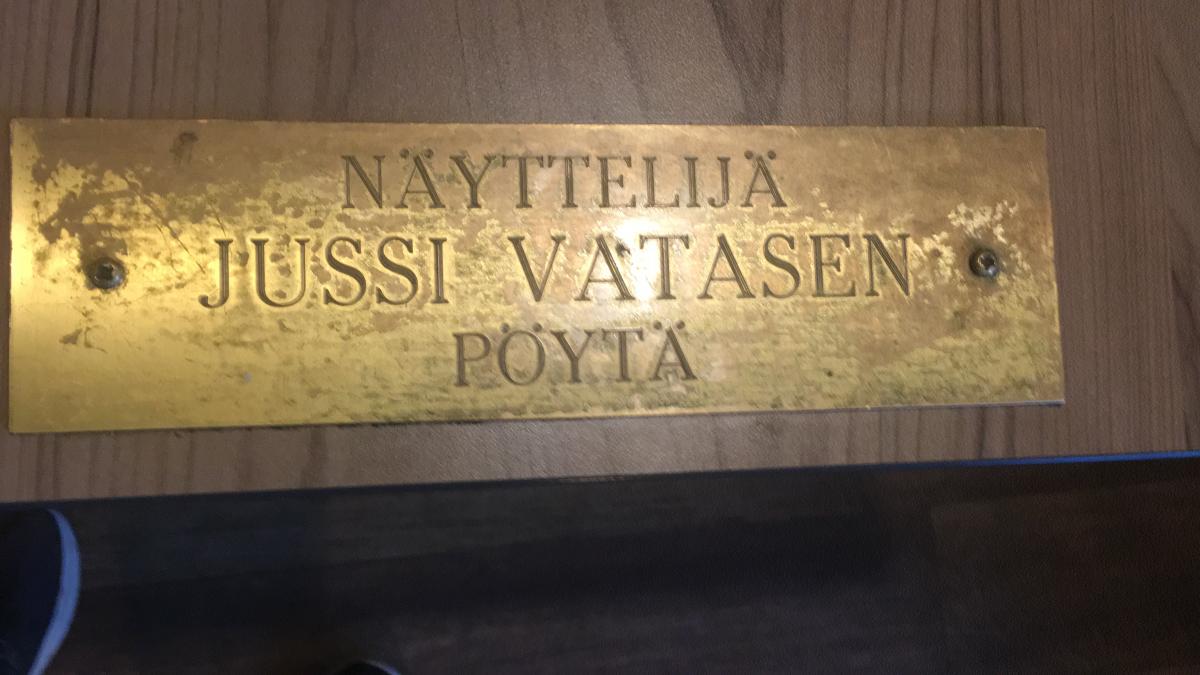 NÄYTTELIJÄ
JUSSI VATASEN
PÖYTÄ